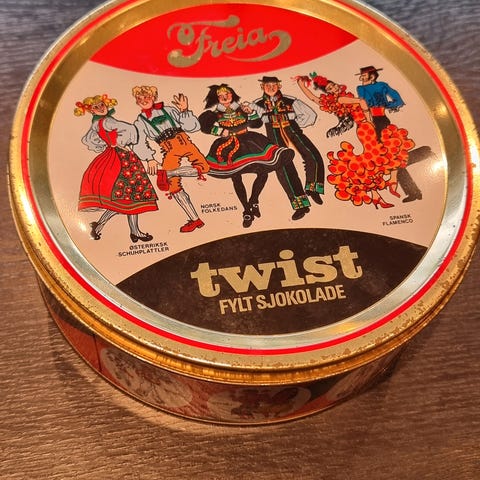 Freia
ØSTERRIKSK
SCHUHPLATTLER
NORSK
FOLKEDANS
SPANSK
FLAMENCO
twist
FYLT SJOKOLADE